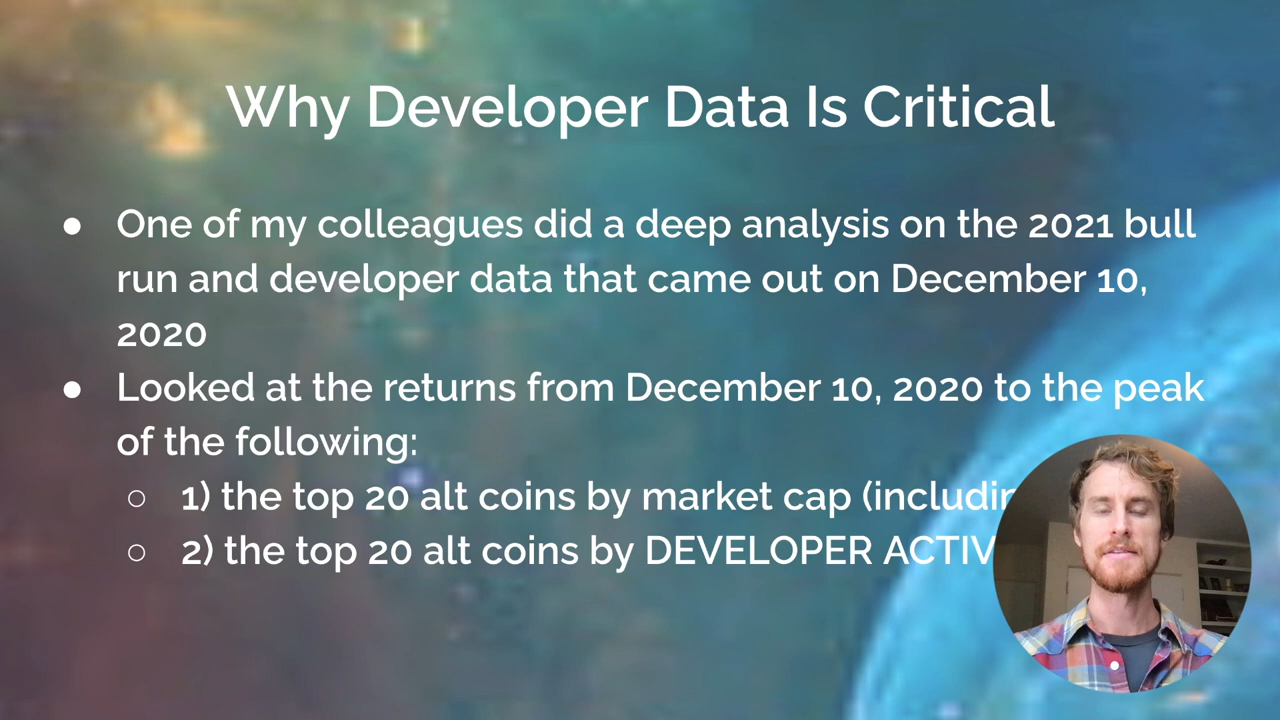 Why Developer Data Is Critical
● One of my colleagues did a deep analysis on the 2021 bull
run and developer data that came out on December 10,
2020
● Looked at the returns from December 10, 2020 to the peak
of the following:
○ 1) the top 20 alt coins by market cap
○ 2) the top 20 alt coins by DEVELOPER